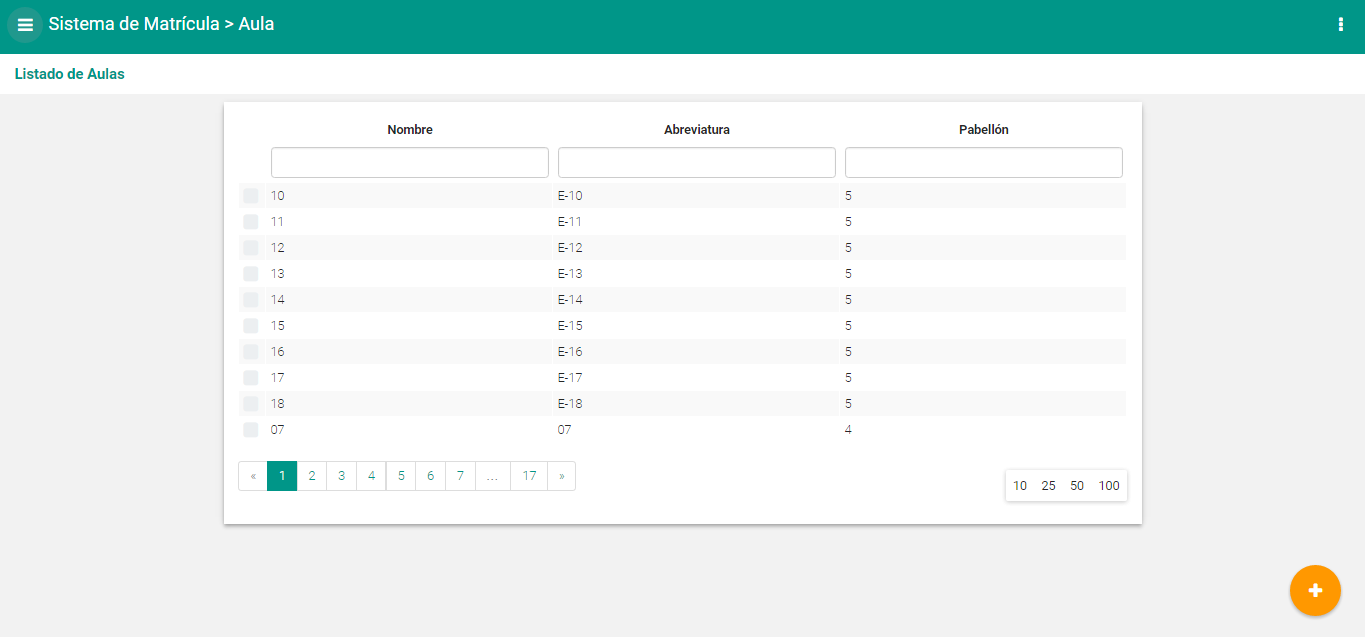 Sistema de Matrícula > Aula
Listado de Aulas
Nombre Abreviatura Pabellón
10 E-10 5
11 E-11 5
12 E-12 5
13 E-13 5
14 E-14 5
15 E-15 5
16 E-16 5
17 E-17 5
18 E-18 5
07 07 4
« 1 2 3 4 5 6 7 ... 17 »
10 25 50 100